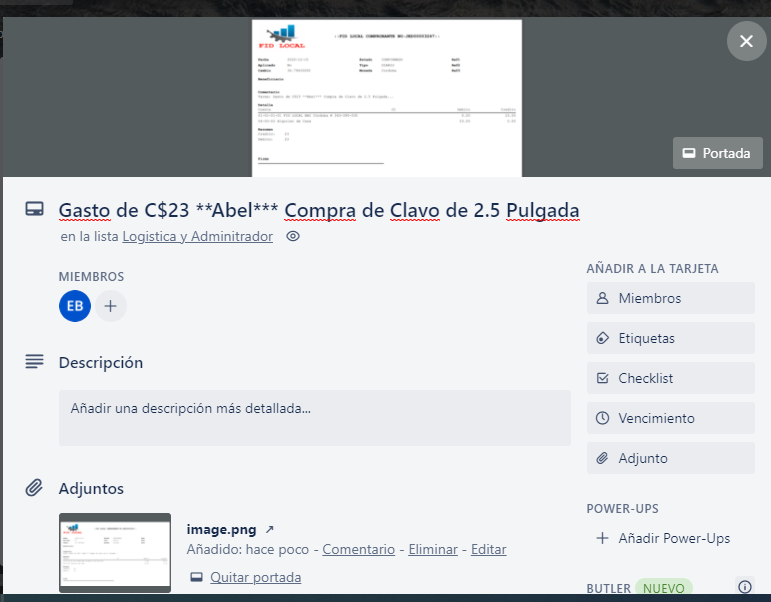 FID LOCAL
Portada
Gasto de C$23 **Abel*** Compra de Clavo de 2.5 Pulgada
en la lista Logistica y Adminitrador
MIEMBROS
EB
Descripción
Añadir una descripción más detallada...
Adjuntos
image.png
Añadido: hace poco - Comentario - Eliminar - Editar
Quitar portada
AÑADIR A LA TARJETA
Miembros
Etiquetas
Checklist
Vencimiento
Adjunto
POWER-UPS
Añadir Power-Ups
BUTLER NUEVO